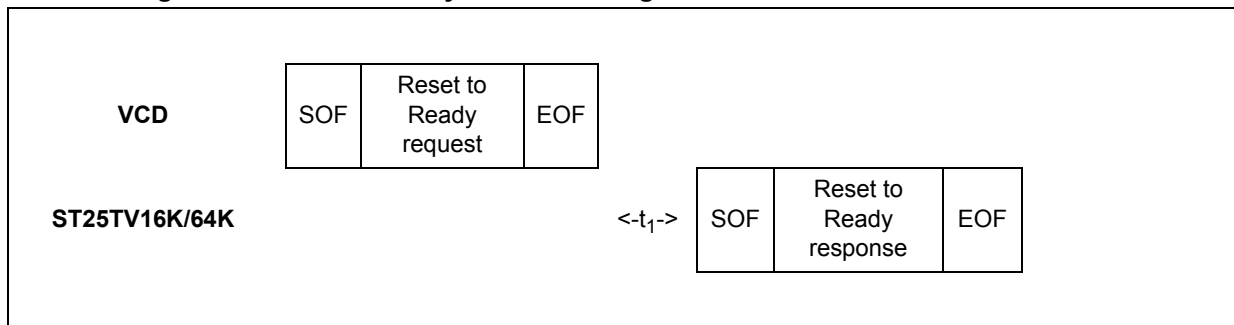 VCD
SOF
Reset to
Ready
request
EOF
ST25TV16K/64K
<-t1->
SOF
Reset to
Ready
response
EOF